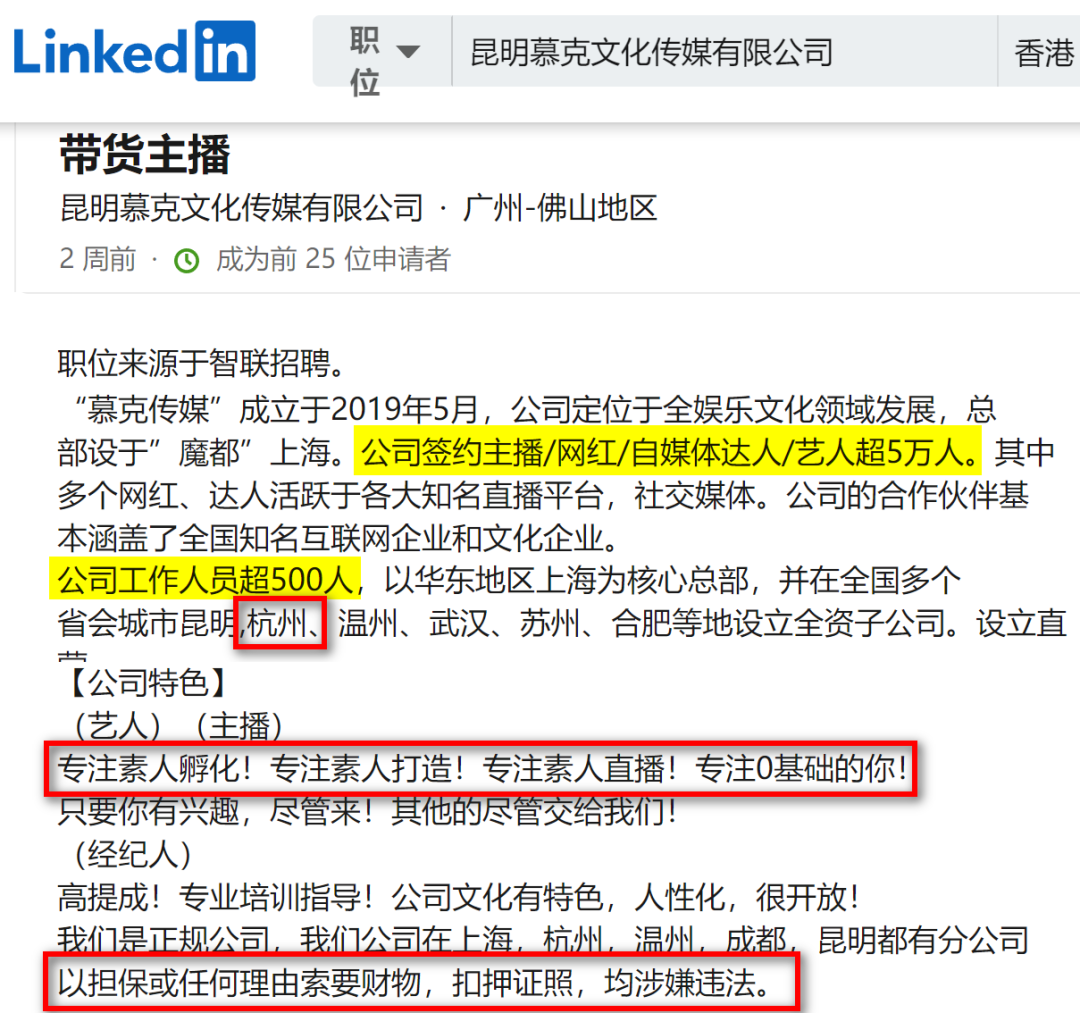 LinkedIn 职位 昆明慕克文化传媒有限公司 香港
带货主播
昆明慕克文化传媒有限公司 · 广州-佛山地区
2 周前 · 成为前 25 位申请者
职位来源于智联招聘。
“慕克传媒”成立于2019年5月，公司定位于全娱乐文化领域发展，总
部设于”魔都”上海。公司签约主播/网红/自媒体达人/艺人超5万人。其中
多个网红、达人活跃于各大知名直播平台，社交媒体。公司的合作伙伴基
本涵盖了全国知名互联网企业和文化企业。
公司工作人员超500人，以华东地区上海为核心总部，并在全国多个
省会城市昆明,杭州、温州、武汉、苏州、合肥等地设立全资子公司。设立直
【公司特色】
（艺人）（主播）
专注素人孵化！专注素人打造！专注素人直播！专注0基础的你！
只要你有兴趣，尽管来！其他的尽管交给我们！
（经纪人）
高提成！专业培训指导！公司文化有特色，人性化，很开放！
我们是正规公司，我们公司在上海，杭州，温州，成都，昆明都有分公司
以担保或任何理由索要财物，扣押证照，均涉嫌违法。